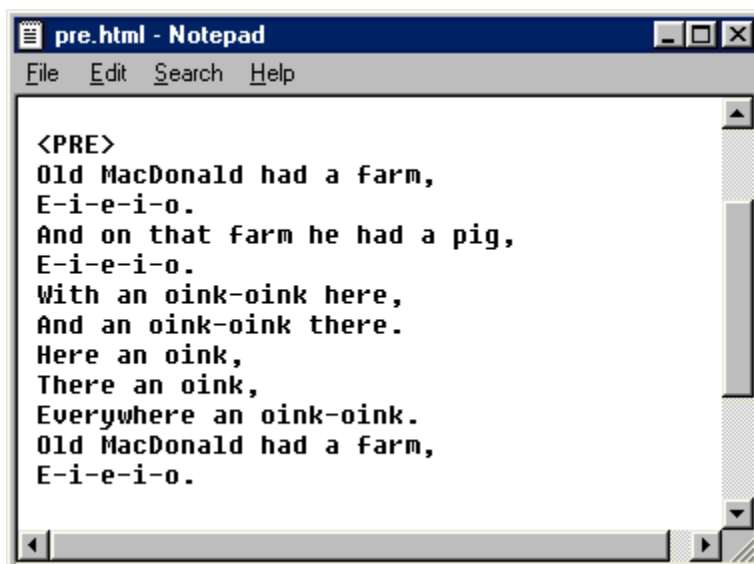 pre.html - Notepad
File Edit Search Help
<PRE>
Old MacDonald had a farm,
E-i-e-i-o.
And on that farm he had a pig,
E-i-e-i-o.
With an oink-oink here,
And an oink-oink there.
Here an oink,
There an oink,
Everywhere an oink-oink.
Old MacDonald had a farm,
E-i-e-i-o.